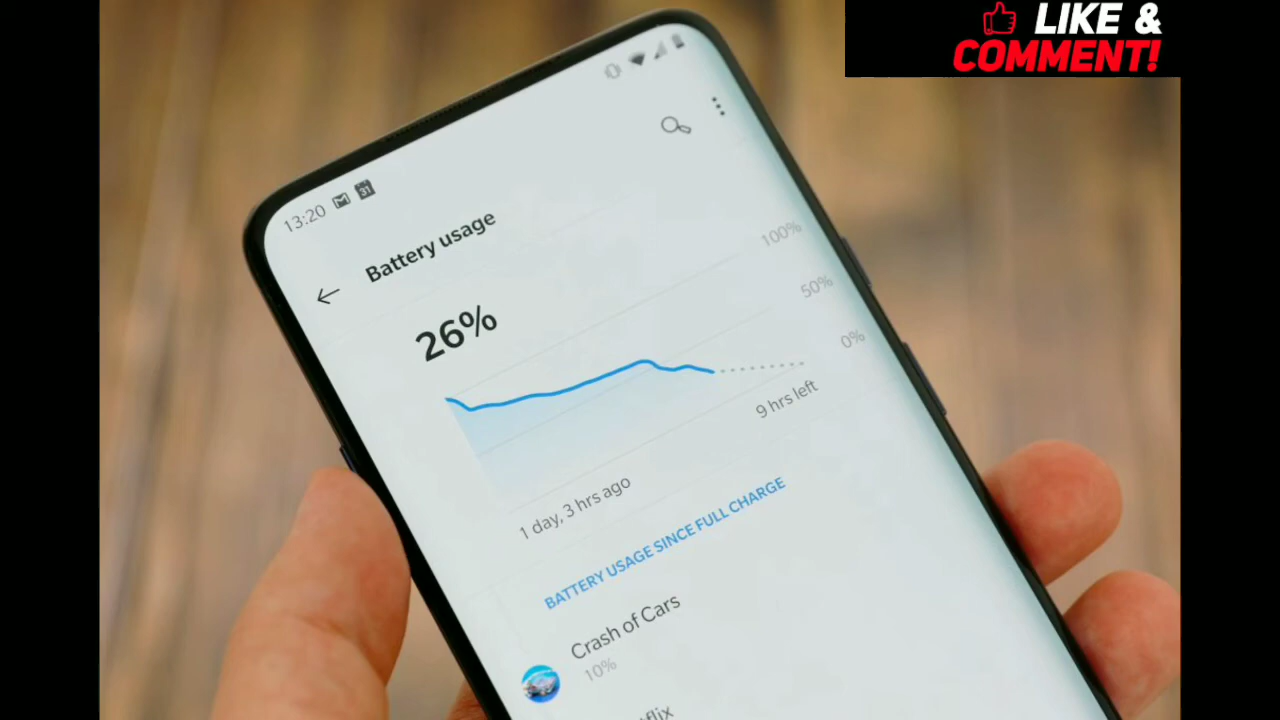 LIKE &
COMMENT!
13:20
31
Battery usage
26%
100%
50%
0%
9 hrs left
1 day, 3 hrs ago
BATTERY USAGE SINCE FULL CHARGE
Crash of Cars
10%